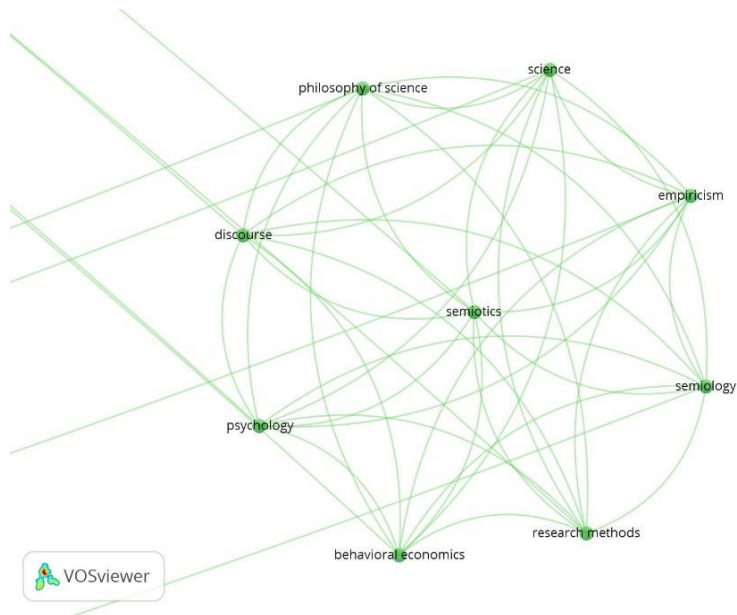 science
philosophy of science
empiricism
discourse
semiotics
semiology
psychology
research methods
behavioral economics
VOSviewer